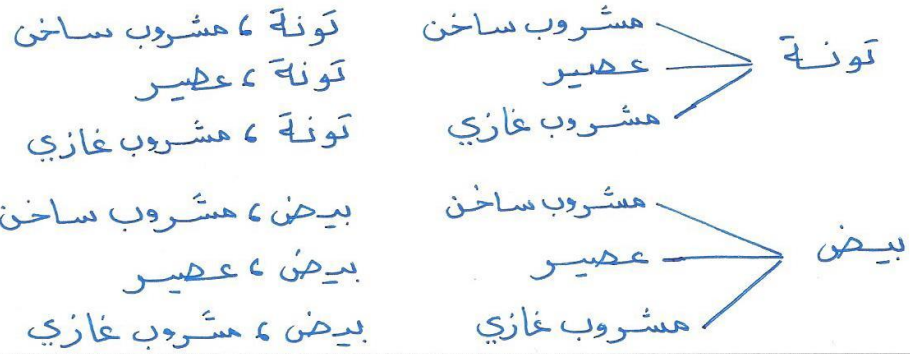 مشروب ساخن
تونة ، مشروب ساخن
تونة
عصير
تونة ، عصير
مشروب غازي
تونة ، مشروب غازي
مشروب ساخن
بيض ، مشروب ساخن
بيض
عصير
بيض ، عصير
مشروب غازي
بيض ، مشروب غازي